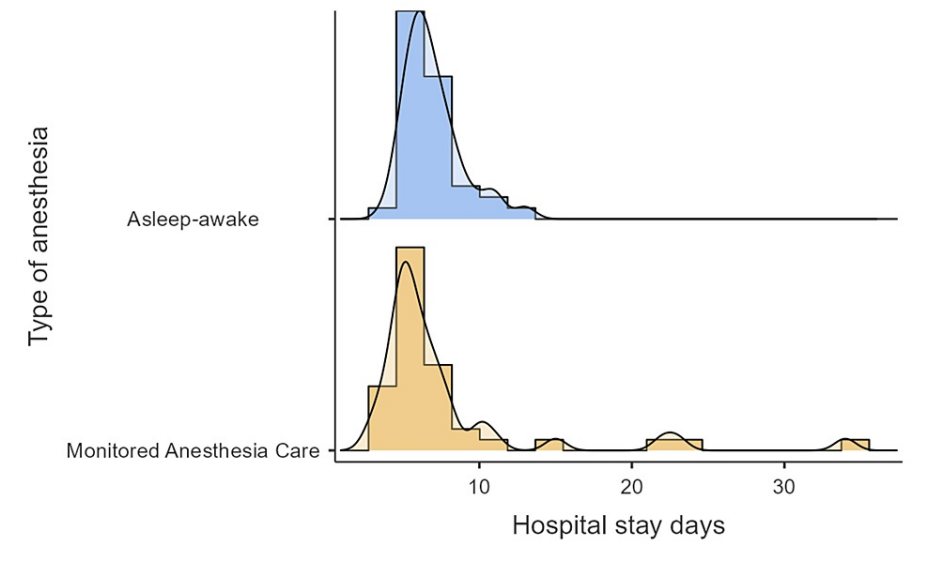 Type of anesthesia
Asleep-awake
Monitored Anesthesia Care
10 20 30
Hospital stay days